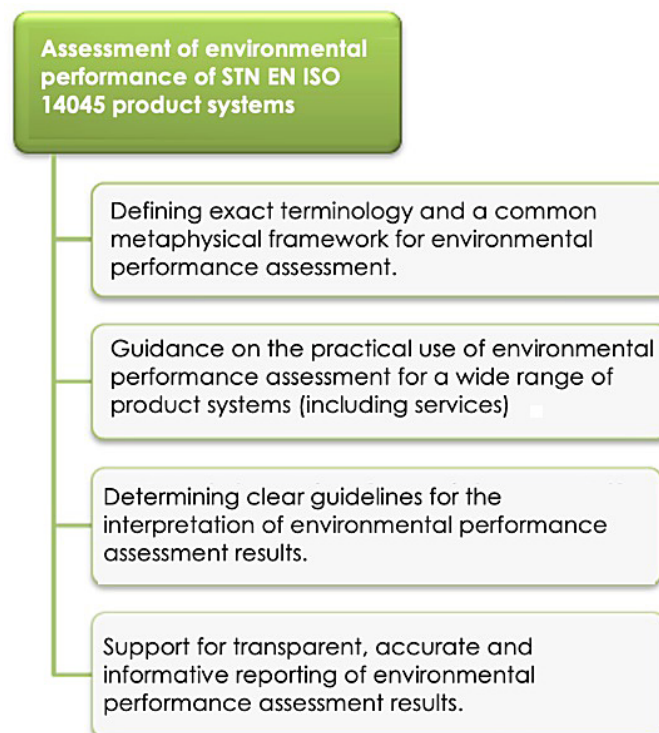 Assessment of environmental
performance of STN EN ISO
14045 product systems
Defining exact terminology and a common
metaphysical framework for environmental
performance assessment.
Guidance on the practical use of environmental
performance assessment for a wide range of
product systems (including services)
Determining clear guidelines for the
interpretation of environmental performance
assessment results.
Support for transparent, accurate and
informative reporting of environmental
performance assessment results.